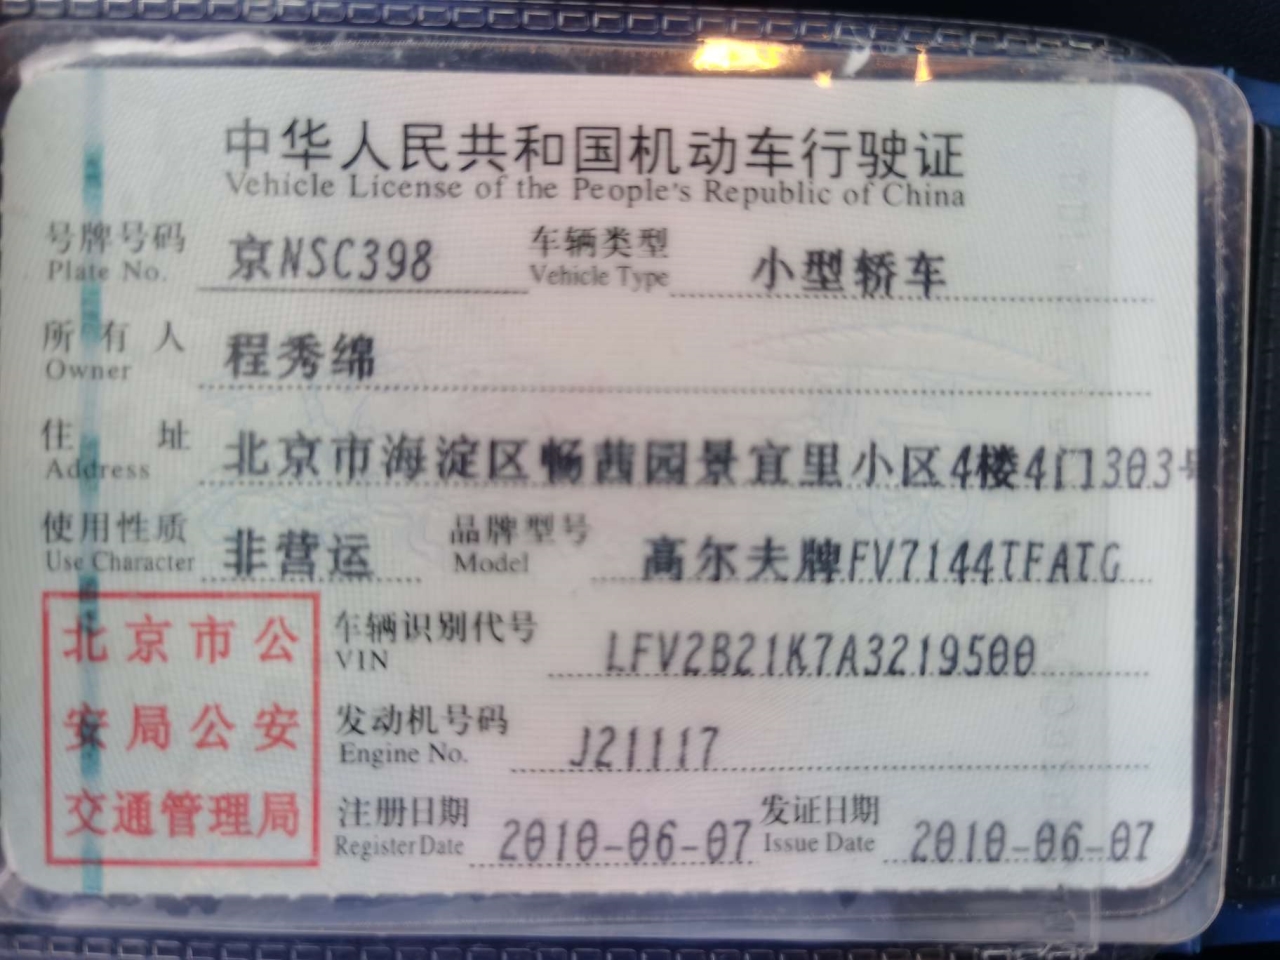 中华人民共和国机动车行驶证
Vehicle License of the People's Republic of China
号牌号码 京NSC398 车辆类型 小型轿车
Plate No. Vehicle Type
所有人 程秀绵
Owner
住址 北京市海淀区畅茜园景宜里小区4楼4门303号
Address
使用性质 非营运 品牌型号 高尔夫牌FV7144TFATG
Use Character Model
北京市公
安局公安
交通管理局
车辆识别代号 LFV2B21K7A3219500
VIN
发动机号码 J21117
Engine No.
注册日期 2010-06-07 发证日期 2010-06-07
Register Date Issue Date